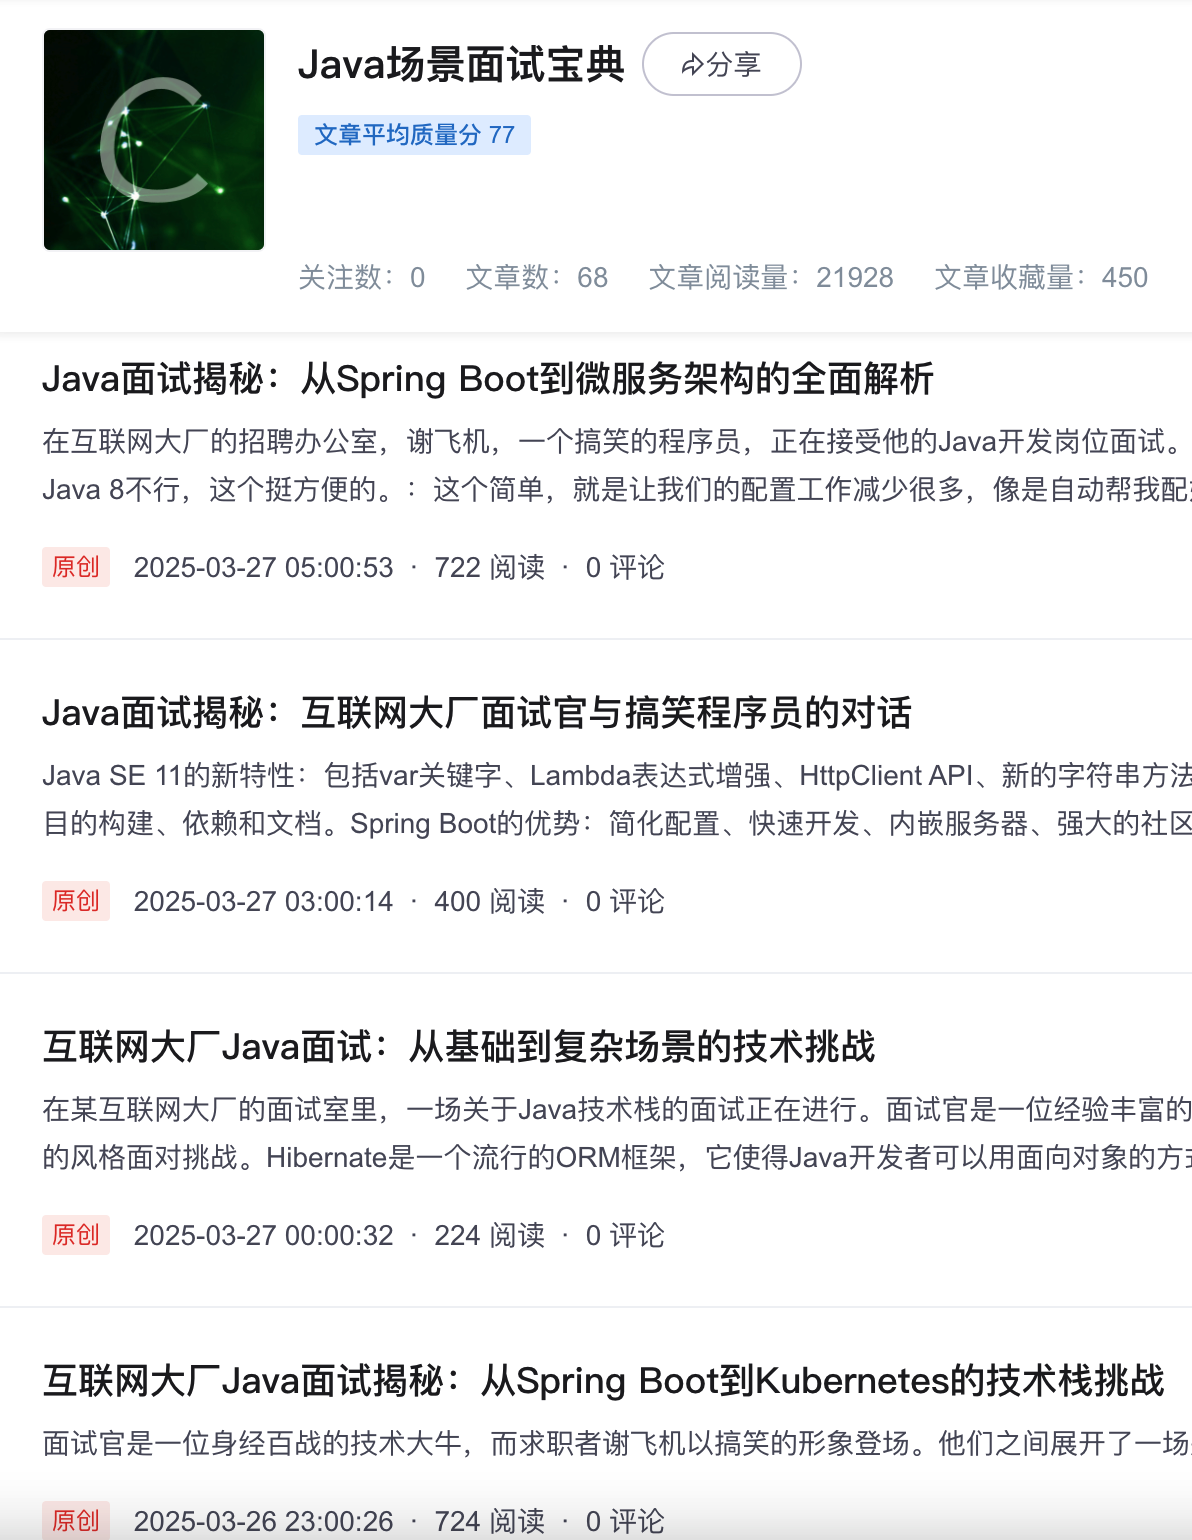 C
Java场景面试宝典
分享
文章平均质量分 77
关注数：0 文章数：68 文章阅读量：21928 文章收藏量：450
Java面试揭秘：从Spring Boot到微服务架构的全面解析
在互联网大厂的招聘办公室，谢飞机，一个搞笑的程序员，正在接受他的Java开发岗位面试。
Java 8不行，这个挺方便的。：这个简单，就是让我们的配置工作减少很多，像是自动帮我配
原创 2025-03-27 05:00:53 · 722 阅读 · 0 评论
Java面试揭秘：互联网大厂面试官与搞笑程序员的对话
Java SE 11的新特性：包括var关键字、Lambda表达式增强、HttpClient API、新的字符串方法
目的构建、依赖和文档。Spring Boot的优势：简化配置、快速开发、内嵌服务器、强大的社区
原创 2025-03-27 03:00:14 · 400 阅读 · 0 评论
互联网大厂Java面试：从基础到复杂场景的技术挑战
在某互联网大厂的面试室里，一场关于Java技术栈的面试正在进行。面试官是一位经验丰富的
的风格面对挑战。Hibernate是一个流行的ORM框架，它使得Java开发者可以用面向对象的方式
原创 2025-03-27 00:00:32 · 224 阅读 · 0 评论
互联网大厂Java面试揭秘：从Spring Boot到Kubernetes的技术栈挑战
面试官是一位身经百战的技术大牛，而求职者谢飞机以搞笑的形象登场。他们之间展开了一场
原创 2025-03-26 23:00:26 · 724 阅读 · 0 评论